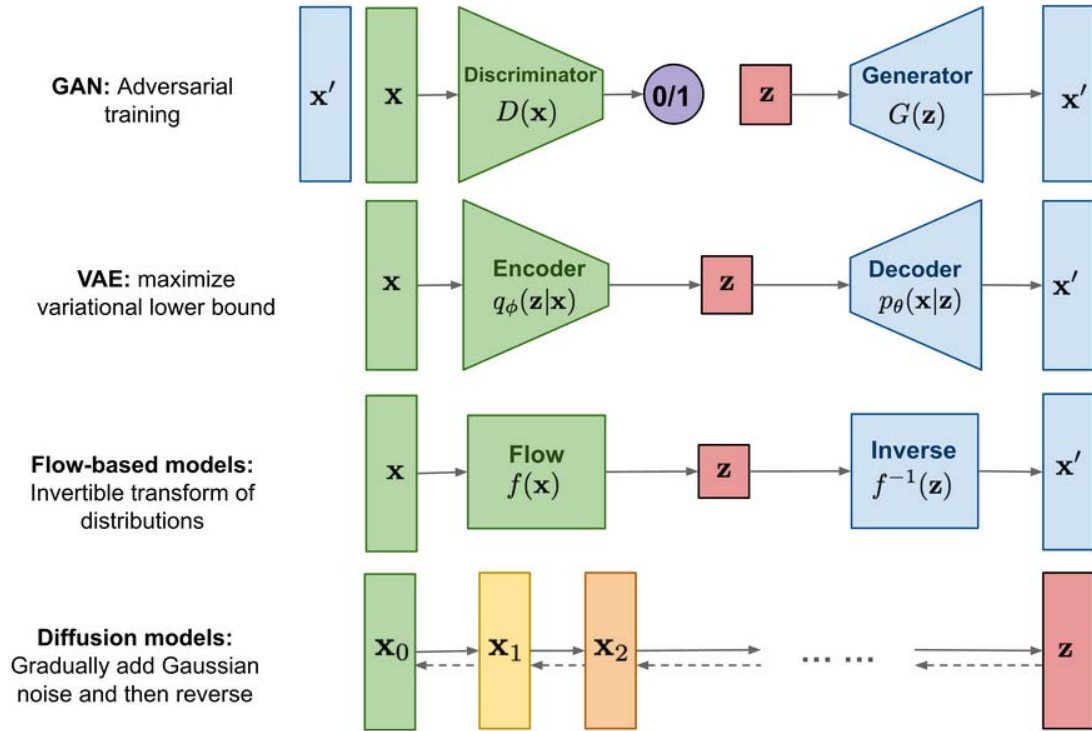 GAN: Adversarial
training
x′
x
Discriminator
D(x)
0/1
z
Generator
G(z)
x′
VAE: maximize
variational lower bound
x
Encoder
qϕ(z|x)
z
Decoder
pθ(x|z)
x′
Flow-based models:
Invertible transform of
distributions
x
Flow
f(x)
z
Inverse
f⁻¹(z)
x′
Diffusion models:
Gradually add Gaussian
noise and then reverse
x₀
x₁
x₂
... ...
z